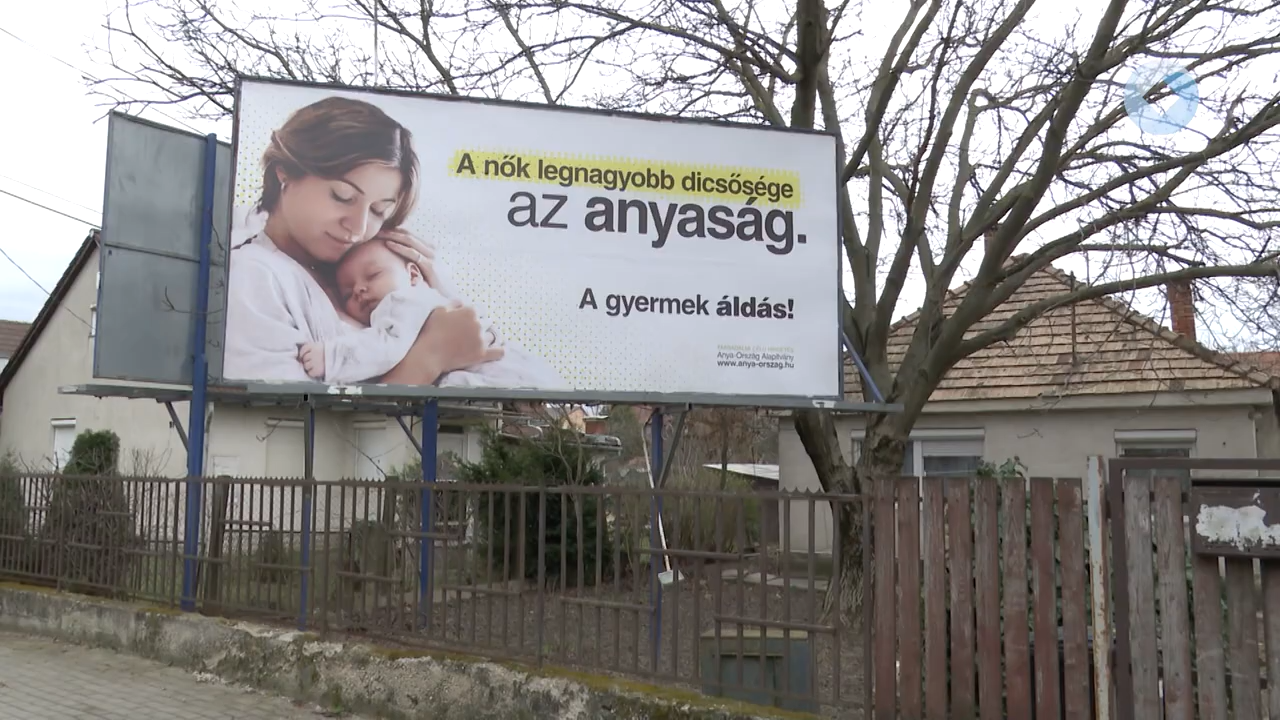 A nők legnagyobb dicsősége
az anyaság.
A gyermek áldás!
Anya-Ország Alapítvány
www.anya-orszag.hu